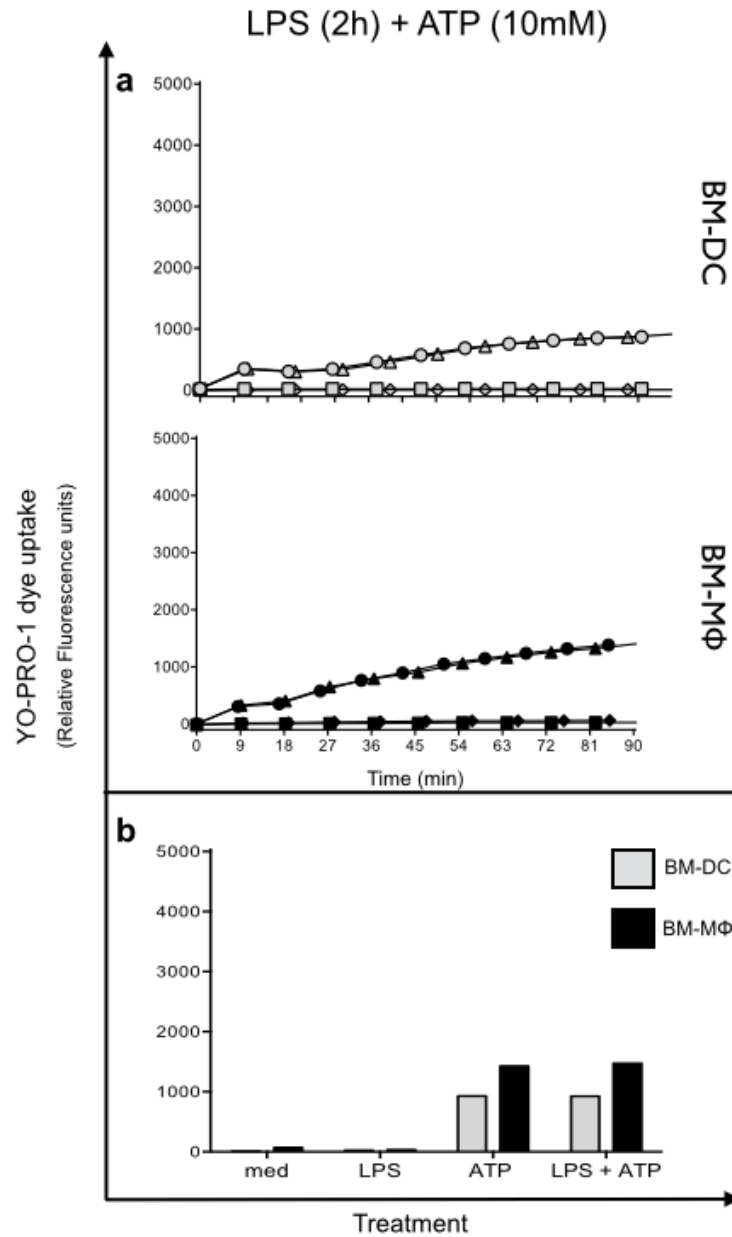 LPS (2h) + ATP (10mM)
a
5000
4000
3000
2000
1000
0
BM-DC
5000
4000
3000
2000
1000
0
0 9 18 27 36 45 54 63 72 81 90
Time (min)
BM-MΦ
YO-PRO-1 dye uptake
(Relative Fluorescence units)
b
5000
4000
3000
2000
1000
0
med LPS ATP LPS + ATP
BM-DC
BM-MΦ
Treatment